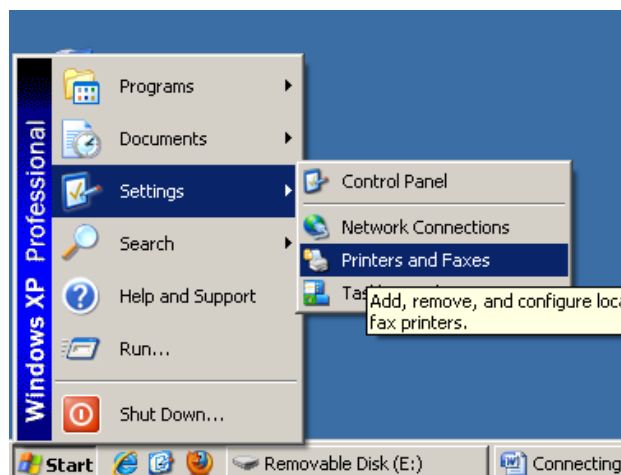 Windows XP Professional
Programs
Documents
Settings
Search
Help and Support
Run...
Shut Down...
Control Panel
Network Connections
Printers and Faxes
Add, remove, and configure
fax printers.
Start
Removable Disk (E:)
Connecting